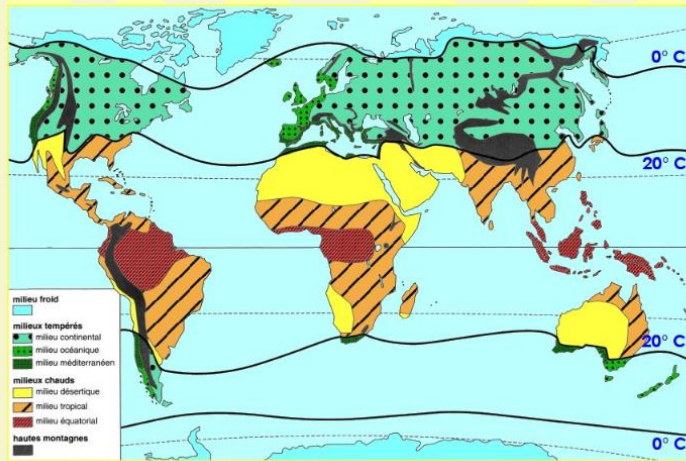 0° C
20° C
20° C
0° C
milieu froid
milieux tempérés
milieu continental
milieu océanique
milieu méditerranéen
milieux chauds
milieu désertique
milieu tropical
milieu équatorial
hautes montagnes